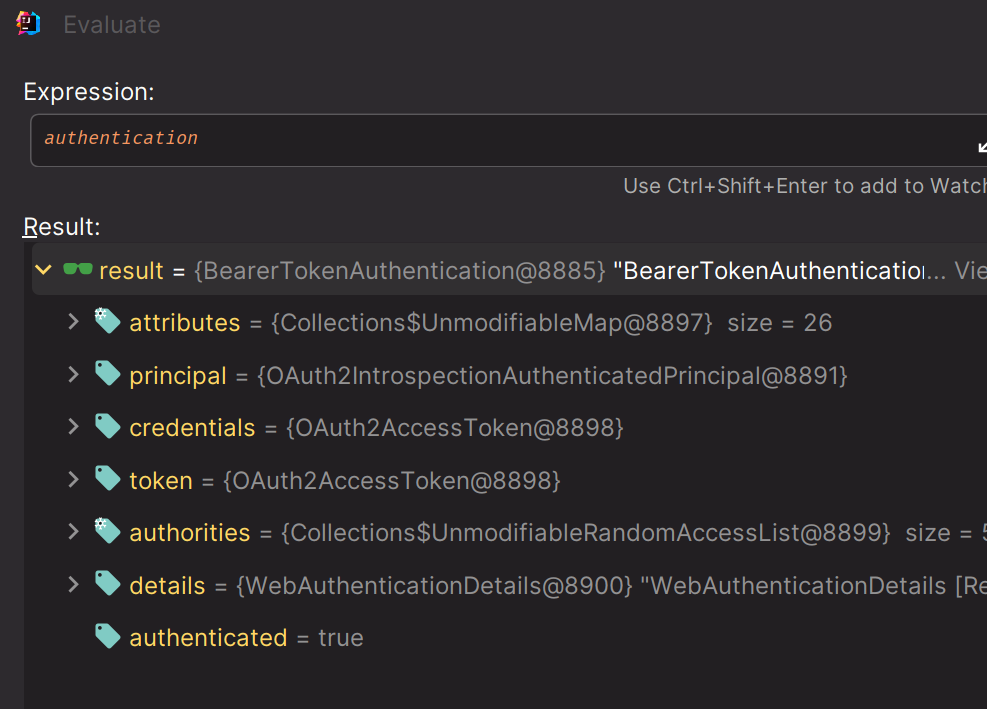 Evaluate
Expression:
authentication
Use Ctrl+Shift+Enter to add to Watch
Result:
result = {BearerTokenAuthentication@8885} "BearerTokenAuthentication... Vie
attributes = {Collections$UnmodifiableMap@8897} size = 26
principal = {OAuth2IntrospectionAuthenticatedPrincipal@8891}
credentials = {OAuth2AccessToken@8898}
token = {OAuth2AccessToken@8898}
authorities = {Collections$UnmodifiableRandomAccessList@8899} size = 5
details = {WebAuthenticationDetails@8900} "WebAuthenticationDetails [Re
authenticated = true